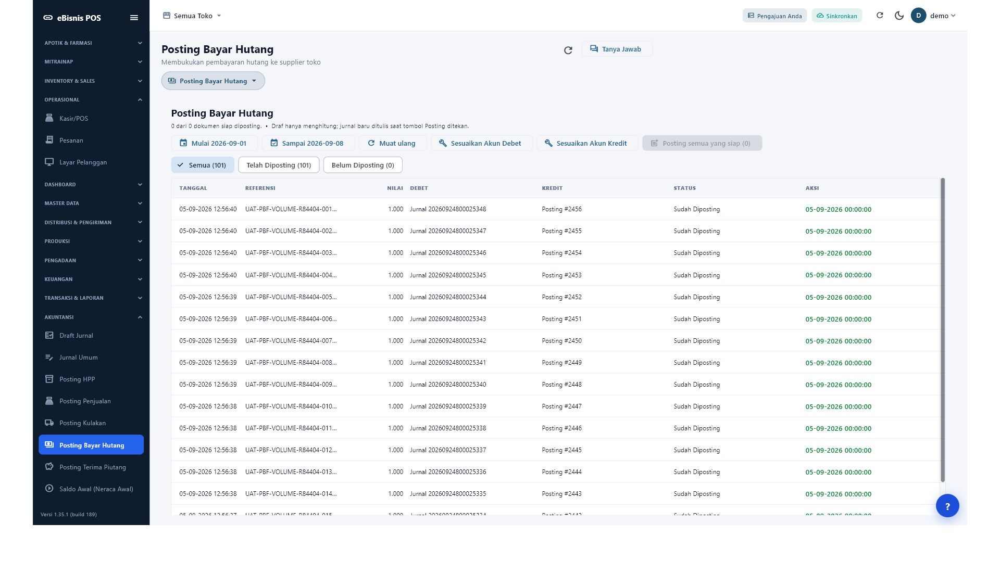 eBisnis POS
Semua Toko
Pengajuan Anda
Sinkronkan
D
demo
APOTIK & FARMASI
MITRAINAP
INVENTORY & SALES
OPERASIONAL
Kasir/POS
Pesanan
Layar Pelanggan
DASHBOARD
MASTER DATA
DISTRIBUSI & PENGIRIMAN
PRODUKSI
PENGADAAN
KEUANGAN
TRANSAKSI & LAPORAN
AKUNTANSI
Draft Jurnal
Jurnal Umum
Posting HPP
Posting Penjualan
Posting Kulakan
Posting Bayar Hutang
Posting Terima Piutang
Saldo Awal (Neraca Awal)
Versi 1.35.1 (build 189)
Posting Bayar Hutang
Membukukan pembayaran hutang ke supplier toko
Tanya Jawab
Posting Bayar Hutang
Posting Bayar Hutang
0 dari 0 dokumen siap diposting. • Draf hanya menghitung; jurnal baru ditulis saat tombol Posting ditekan.
Mulai 2026-09-01 Sampai 2026-09-08 Muat ulang Sesuaikan Akun Debet Sesuaikan Akun Kredit Posting semua yang siap (0)
Semua (101) Telah Diposting (101) Belum Diposting (0)
TANGGAL REFERENSI NILAI DEBET KREDIT STATUS AKSI
05-09-2026 12:56:40 UAT-PBF-VOLUME-R84404-001... 1.000 Jurnal 20260924800025348 Posting #2456 Sudah Diposting 05-09-2026 00:00:00
05-09-2026 12:56:40 UAT-PBF-VOLUME-R84404-002... 1.000 Jurnal 20260924800025347 Posting #2455 Sudah Diposting 05-09-2026 00:00:00
05-09-2026 12:56:40 UAT-PBF-VOLUME-R84404-003... 1.000 Jurnal 20260924800025346 Posting #2454 Sudah Diposting 05-09-2026 00:00:00
05-09-2026 12:56:40 UAT-PBF-VOLUME-R84404-004... 1.000 Jurnal 20260924800025345 Posting #2453 Sudah Diposting 05-09-2026 00:00:00
05-09-2026 12:56:39 UAT-PBF-VOLUME-R84404-005... 1.000 Jurnal 20260924800025344 Posting #2452 Sudah Diposting 05-09-2026 00:00:00
05-09-2026 12:56:39 UAT-PBF-VOLUME-R84404-006... 1.000 Jurnal 20260924800025343 Posting #2451 Sudah Diposting 05-09-2026 00:00:00
05-09-2026 12:56:39 UAT-PBF-VOLUME-R84404-007... 1.000 Jurnal 20260924800025342 Posting #2450 Sudah Diposting 05-09-2026 00:00:00
05-09-2026 12:56:39 UAT-PBF-VOLUME-R84404-008... 1.000 Jurnal 20260924800025341 Posting #2449 Sudah Diposting 05-09-2026 00:00:00
05-09-2026 12:56:39 UAT-PBF-VOLUME-R84404-009... 1.000 Jurnal 20260924800025340 Posting #2448 Sudah Diposting 05-09-2026 00:00:00
05-09-2026 12:56:38 UAT-PBF-VOLUME-R84404-010... 1.000 Jurnal 20260924800025339 Posting #2447 Sudah Diposting 05-09-2026 00:00:00
05-09-2026 12:56:38 UAT-PBF-VOLUME-R84404-011... 1.000 Jurnal 20260924800025338 Posting #2446 Sudah Diposting 05-09-2026 00:00:00
05-09-2026 12:56:38 UAT-PBF-VOLUME-R84404-012... 1.000 Jurnal 20260924800025337 Posting #2445 Sudah Diposting 05-09-2026 00:00:00
05-09-2026 12:56:38 UAT-PBF-VOLUME-R84404-013... 1.000 Jurnal 20260924800025336 Posting #2444 Sudah Diposting 05-09-2026 00:00:00
05-09-2026 12:56:38 UAT-PBF-VOLUME-R84404-014... 1.000 Jurnal 20260924800025335 Posting #2443 Sudah Diposting 05-09-2026 00:00:00
?